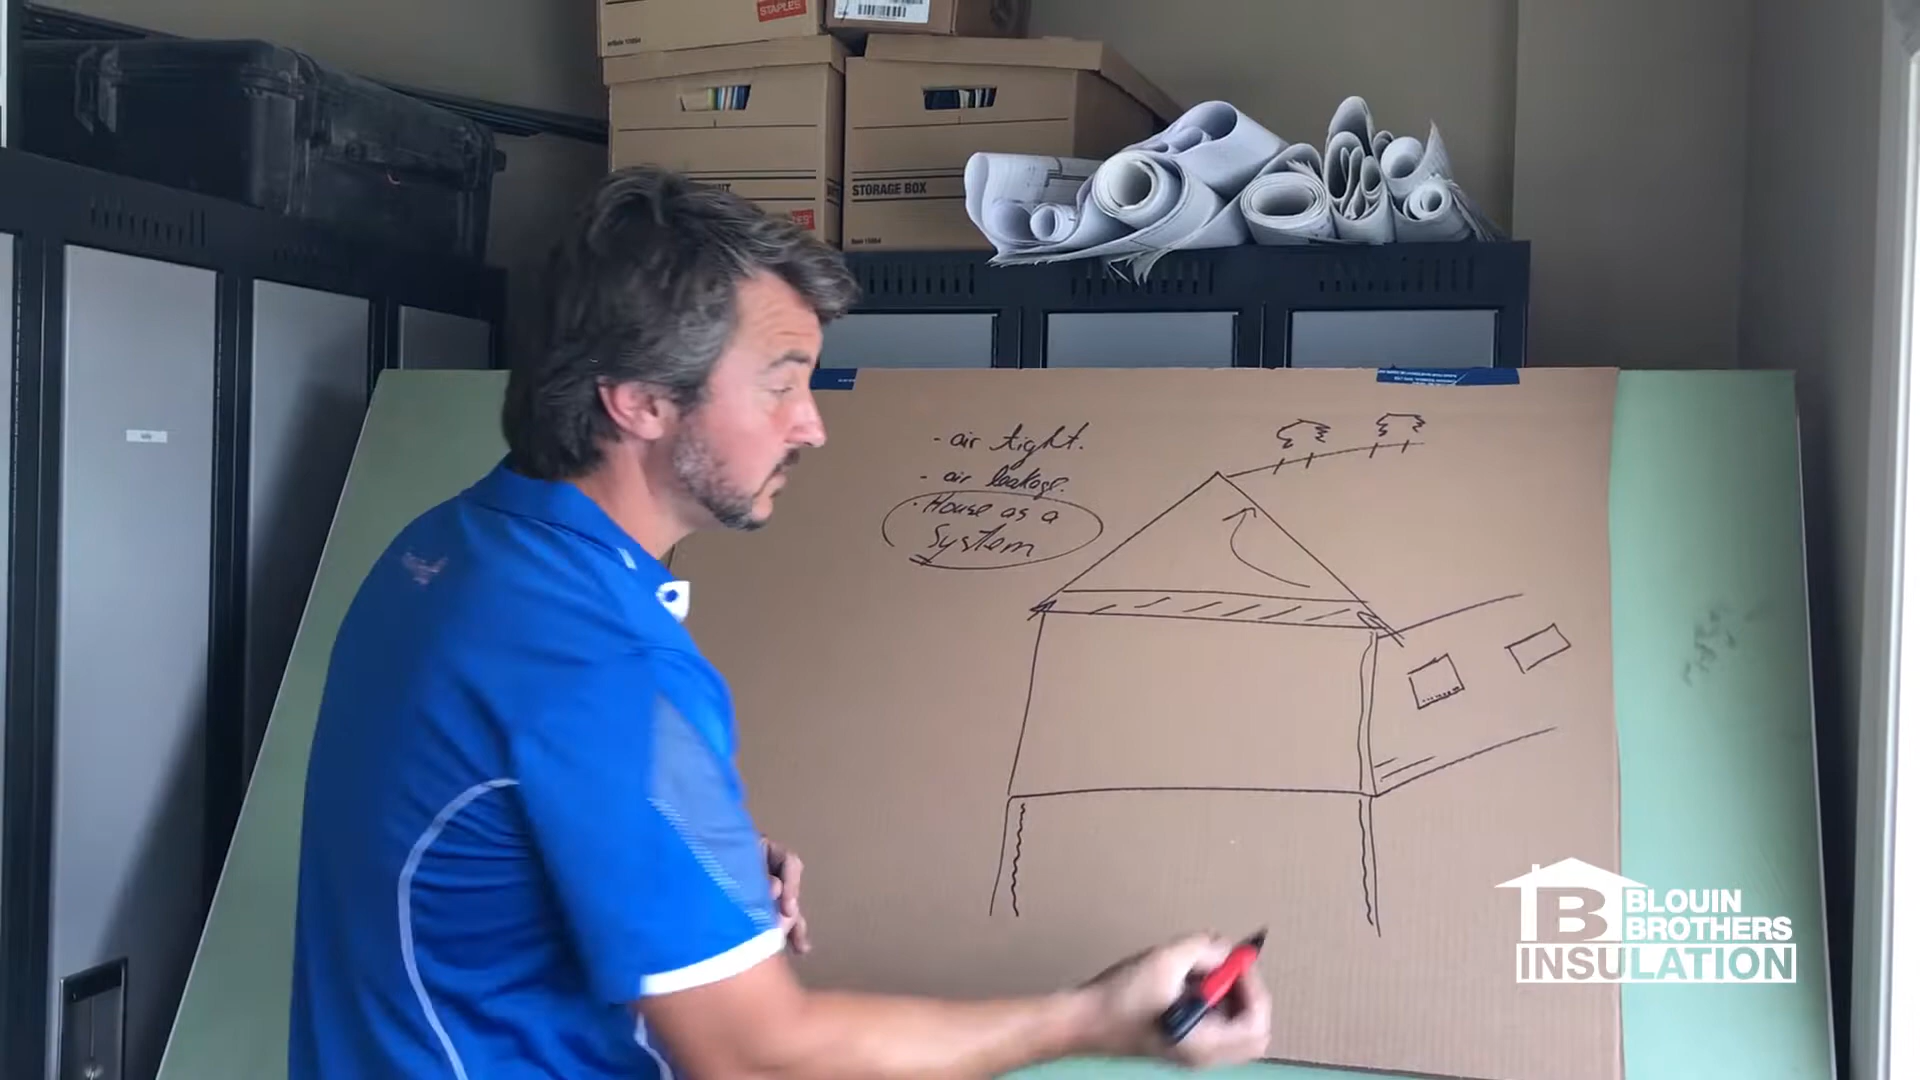 STAPLES
STORAGE BOX
- air tight.
- air leakage.
- House as a
System
B BLOUIN
BROTHERS
INSULATION